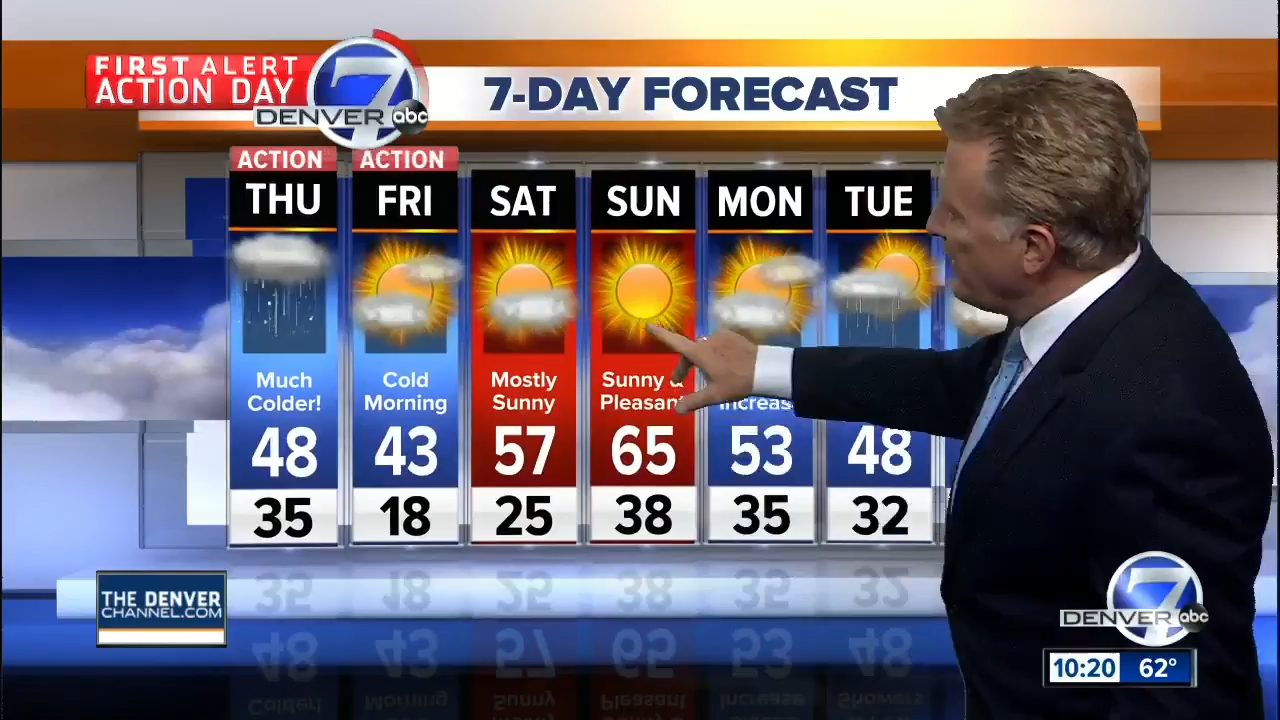 FIRST ALERT
ACTION DAY
7
DENVER abc
7-DAY FORECAST
ACTION
THU
Much
Colder!
48
35
ACTION
FRI
Cold
Morning
43
18
SAT
Mostly
Sunny
57
25
SUN
Sunny &
Pleasant
65
38
MON
53
35
TUE
48
32
THE DENVER
CHANNEL.COM
7
DENVER abc
10:20 62°